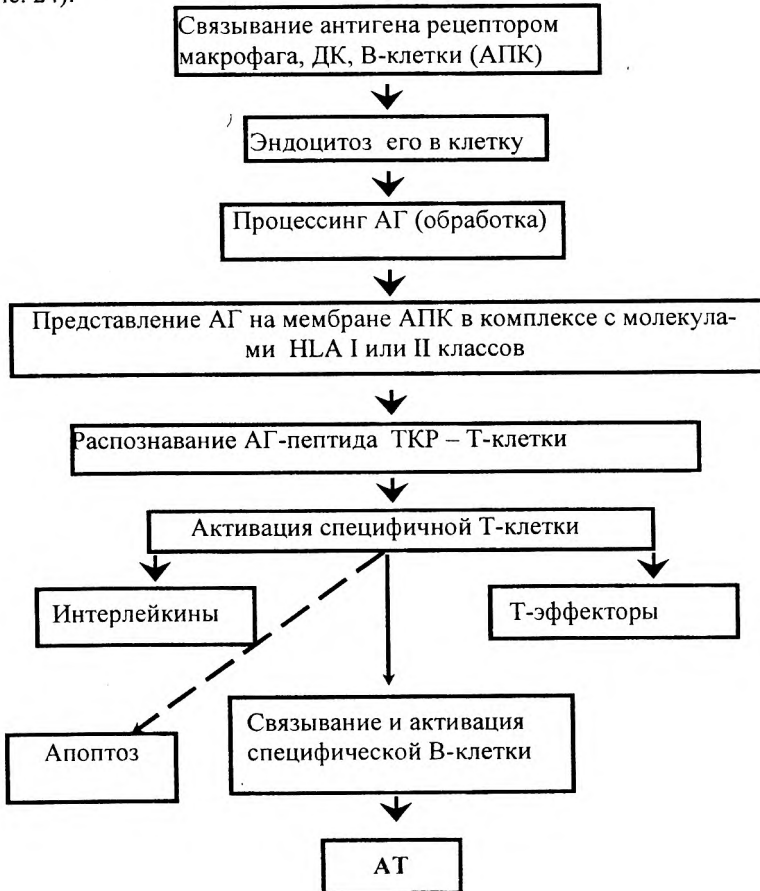 Связывание антигена рецептором
макрофага, ДК, В-клетки (АПК)
Эндоцитоз его в клетку
Процессинг АГ (обработка)
Представление АГ на мембране АПК в комплексе с молекула-
ми HLA I или II классов
Распознавание АГ-пептида ТКР – Т-клетки
Активация специфичной Т-клетки
Интерлейкины
Т-эффекторы
Апоптоз
Связывание и активация
специфической В-клетки
АТ